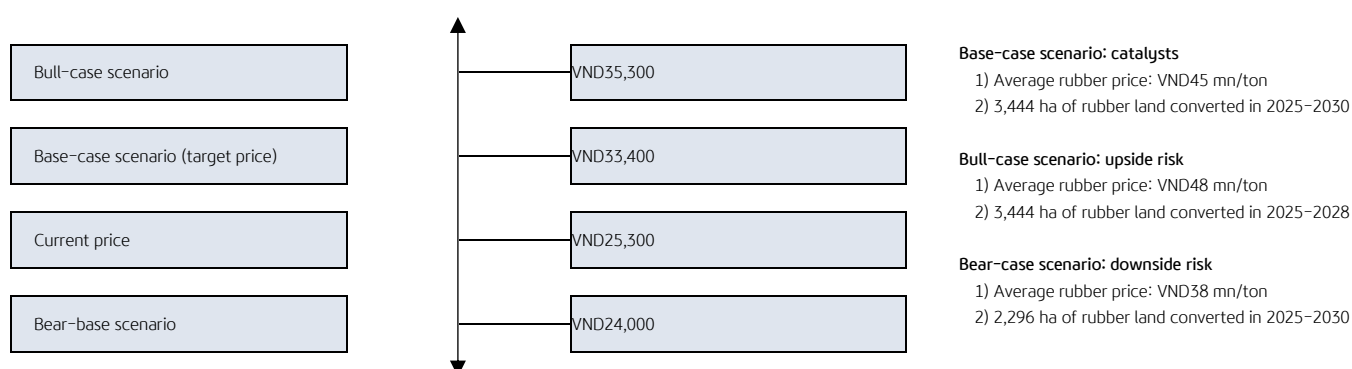 Bull-case scenario
VND35,300
Base-case scenario (target price)
VND33,400
Current price
VND25,300
Bear-base scenario
VND24,000
Base-case scenario: catalysts
1) Average rubber price: VND45 mn/ton
2) 3,444 ha of rubber land converted in 2025-2030
Bull-case scenario: upside risk
1) Average rubber price: VND48 mn/ton
2) 3,444 ha of rubber land converted in 2025-2028
Bear-case scenario: downside risk
1) Average rubber price: VND38 mn/ton
2) 2,296 ha of rubber land converted in 2025-2030